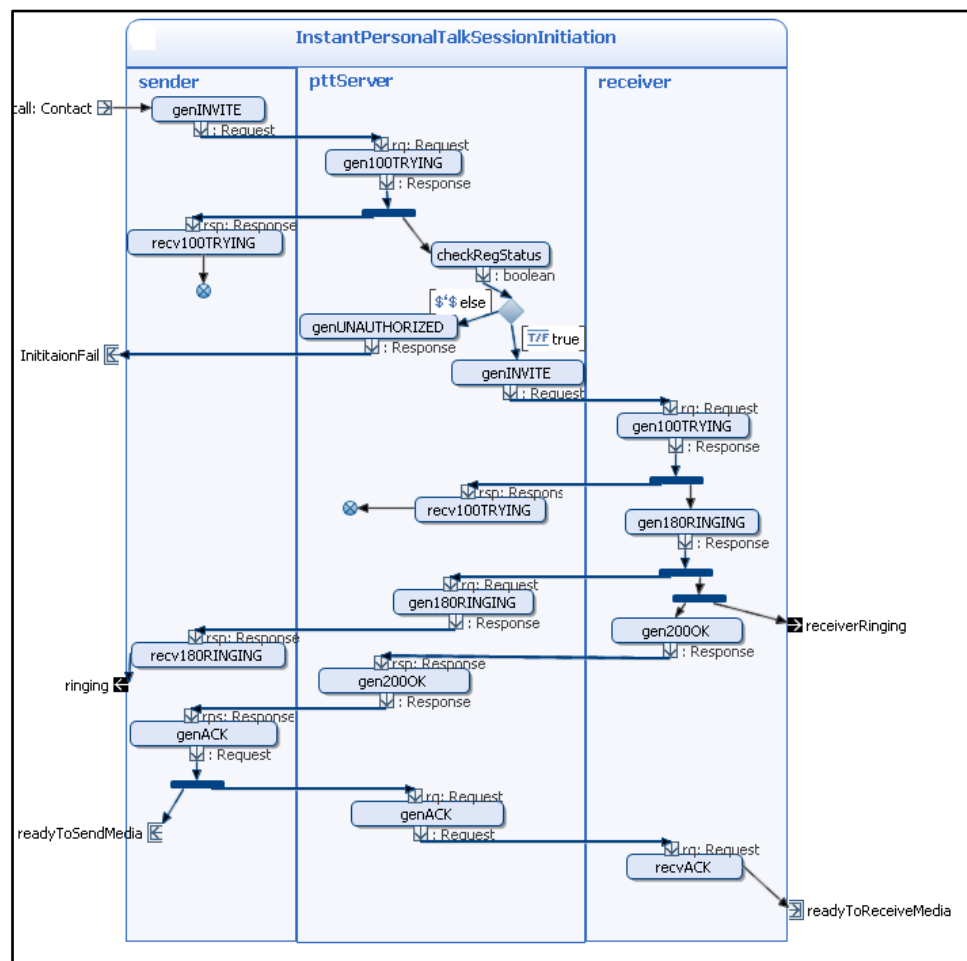 InstantPersonalTalkSessionInitiation
sender
pttServer
receiver
call: Contact
genINVITE
: Request
rq: Request
gen100TRYING
: Response
rsp: Response
recv100TRYING
checkRegStatus
: boolean
$'$ else
genUNAUTHORIZED
T/F true
: Response
InititaionFail
genINVITE
: Request
rq: Request
gen100TRYING
: Response
rsp: Respons
recv100TRYING
gen180RINGING
: Response
rq: Request
gen180RINGING
: Response
receiverRinging
gen200OK
rsp: Response
recv180RINGING
: Response
rsp: Response
gen200OK
ringing
: Response
rps: Response
genACK
: Request
rq: Request
genACK
readyToSendMedia
: Request
rq: Request
recvACK
readyToReceiveMedia